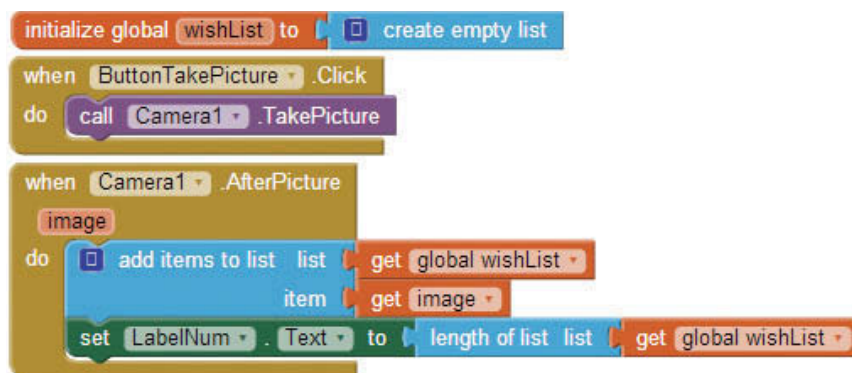 initialize global wishList to create empty list
when ButtonTakePicture .Click
do call Camera1 .TakePicture
when Camera1 .AfterPicture
image
do add items to list list get global wishList
item get image
set LabelNum . Text to length of list list get global wishList